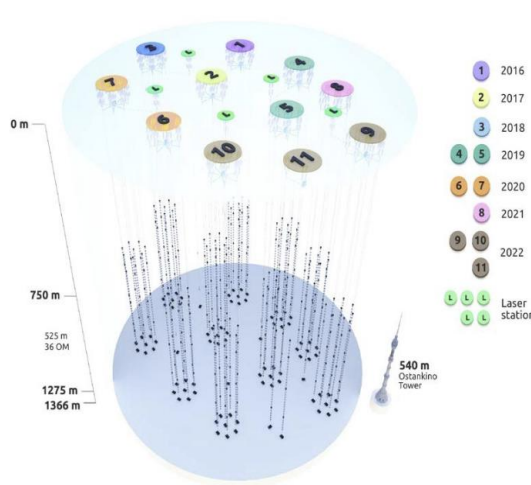 3
L
1
4
7
2
L
8
L
5
6
L
L
9
10
11
0 m
750 m
525 m
36 OM
1275 m
1366 m
540 m
Ostankino
Tower
1 2016
2 2017
3 2018
4 5 2019
6 7 2020
8 2021
9 10
2022
11
L L L
L L
Laser
station